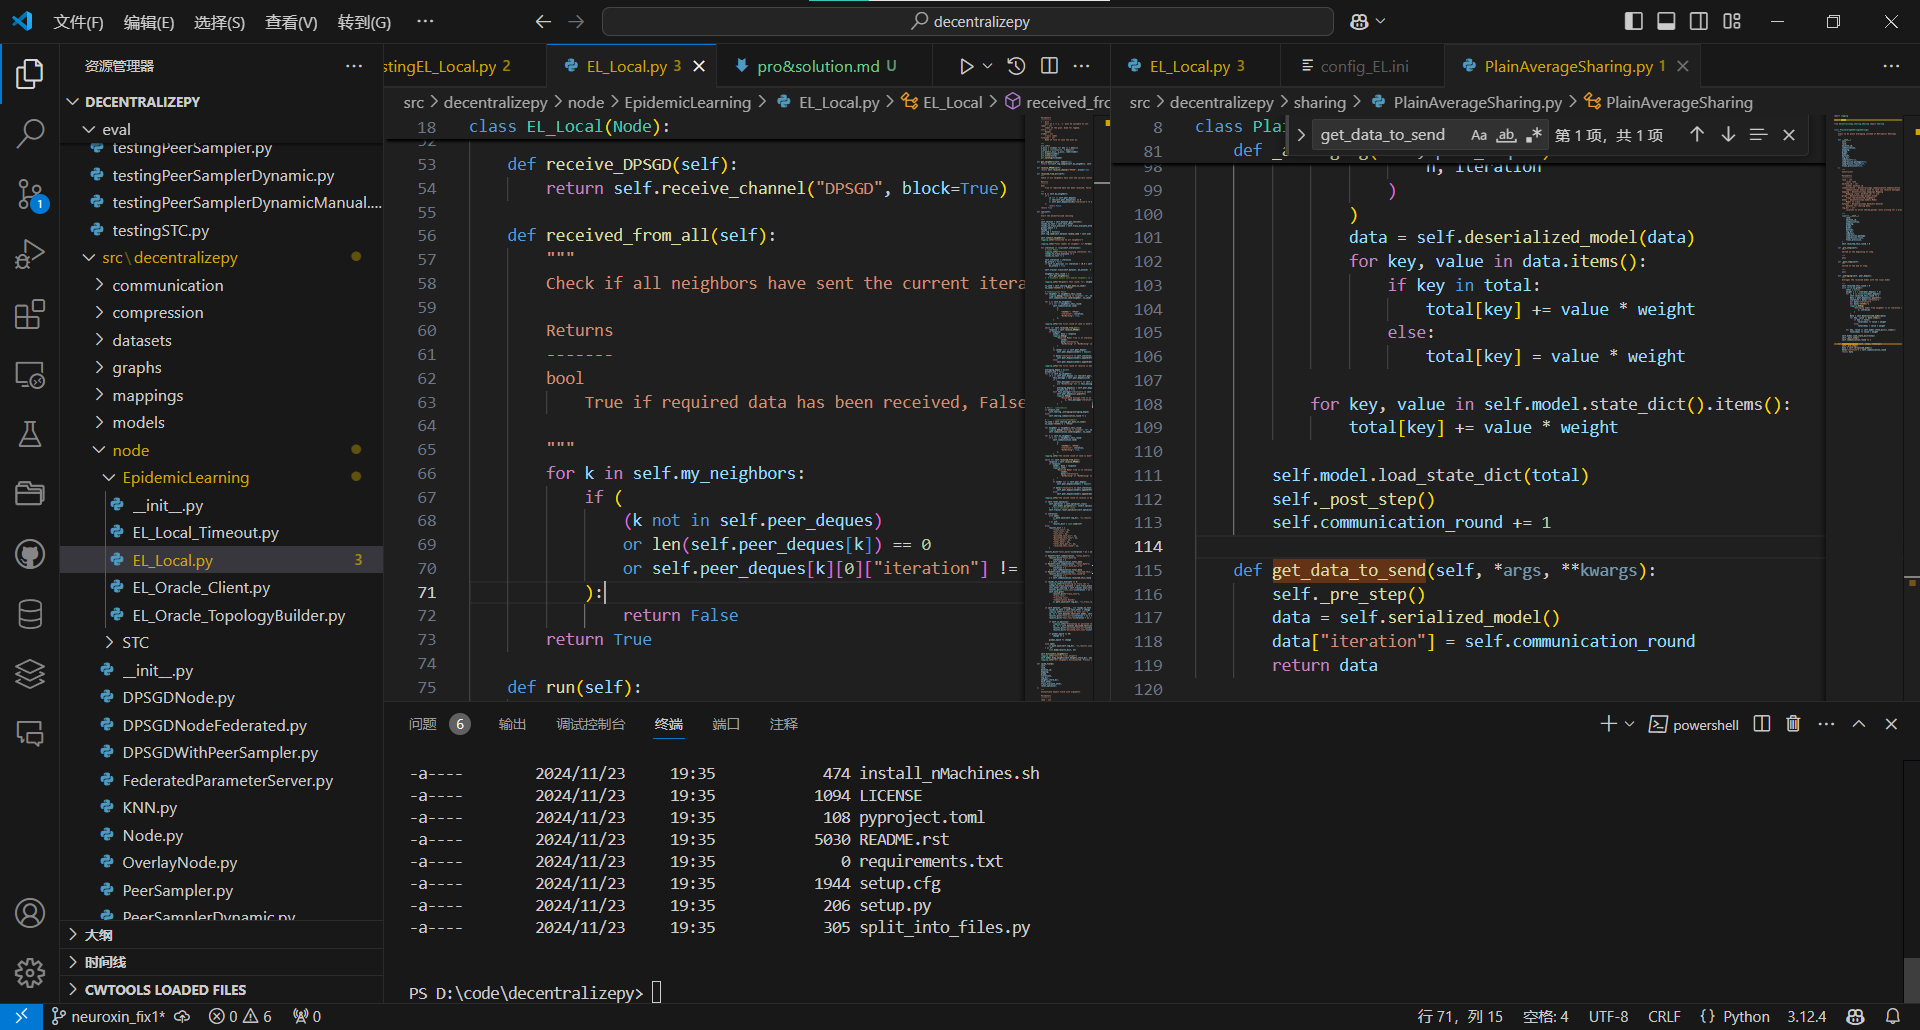 文件(F) 编辑(E) 选择(S) 查看(V) 转到(G) ··· decentralizepy
资源管理器 ···
DECENTRALIZEPY
eval
testingPeerSampler.py
testingPeerSamplerDynamic.py
testingPeerSamplerDynamicManual....
testingSTC.py
src\decentralizepy
communication
compression
datasets
graphs
mappings
models
node
EpidemicLearning
__init__.py
EL_Local_Timeout.py
EL_Local.py 3
EL_Oracle_Client.py
EL_Oracle_TopologyBuilder.py
STC
__init__.py
DPSGDNode.py
DPSGDNodeFederated.py
DPSGDWithPeerSampler.py
FederatedParameterServer.py
KNN.py
Node.py
OverlayNode.py
PeerSampler.py
PeerSamplerDynamic.py
大纲
时间线
CWTOOLS LOADED FILES
1
stingEL_Local.py 2 EL_Local.py 3 pro&solution.md U
src > decentralizepy > node > EpidemicLearning > EL_Local.py > EL_Local > received_frc
18 class EL_Local(Node):
52
53 def receive_DPSGD(self):
54 return self.receive_channel("DPSGD", block=True)
55
56 def received_from_all(self):
57 """
58 Check if all neighbors have sent the current itera
59
60 Returns
61 -------
62 bool
63 True if required data has been received, False
64
65 """
66 for k in self.my_neighbors:
67 if (
68 (k not in self.peer_deques)
69 or len(self.peer_deques[k]) == 0
70 or self.peer_deques[k][0]["iteration"] !=
71 ):
72 return False
73 return True
74
75 def run(self):
EL_Local.py 3 config_EL.ini PlainAverageSharing.py 1
src > decentralizepy > sharing > PlainAverageSharing.py > PlainAverageSharing
get_data_to_send Aa ab 第 1 项，共 1 项
8 class Plai
81 def _a
98 n, iteration
99 )
100 )
101 data = self.deserialized_model(data)
102 for key, value in data.items():
103 if key in total:
104 total[key] += value * weight
105 else:
106 total[key] = value * weight
107
108 for key, value in self.model.state_dict().items():
109 total[key] += value * weight
110
111 self.model.load_state_dict(total)
112 self._post_step()
113 self.communication_round += 1
114
115 def get_data_to_send(self, *args, **kwargs):
116 self._pre_step()
117 data = self.serialized_model()
118 data["iteration"] = self.communication_round
119 return data
120
问题 6 输出 调试控制台 终端 端口 注释 powershell
-a---- 2024/11/23 19:35 474 install_nMachines.sh
-a---- 2024/11/23 19:35 1094 LICENSE
-a---- 2024/11/23 19:35 108 pyproject.toml
-a---- 2024/11/23 19:35 5030 README.rst
-a---- 2024/11/23 19:35 0 requirements.txt
-a---- 2024/11/23 19:35 1944 setup.cfg
-a---- 2024/11/23 19:35 206 setup.py
-a---- 2024/11/23 19:35 305 split_into_files.py
PS D:\code\decentralizepy>
neuroxin_fix1* 0 6 0 行 71，列 15 空格: 4 UTF-8 CRLF {} Python 3.12.4